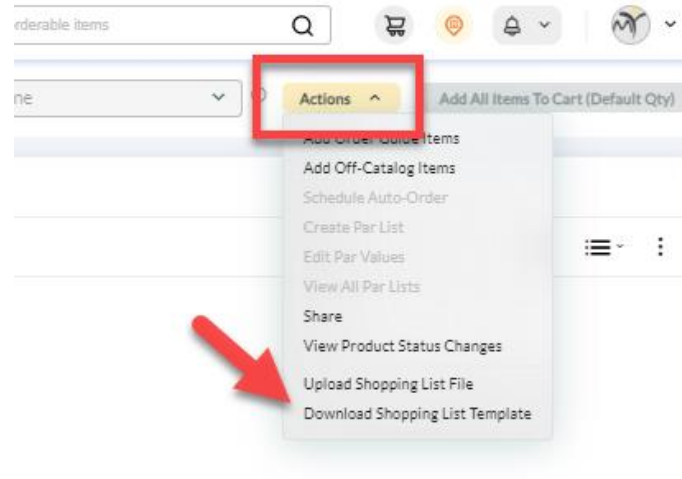 orderable items
ne
Actions
Add All Items To Cart (Default Qty)
Add Order Guide Items
Add Off-Catalog Items
Schedule Auto-Order
Create Par List
Edit Par Values
View All Par Lists
Share
View Product Status Changes
Upload Shopping List File
Download Shopping List Template